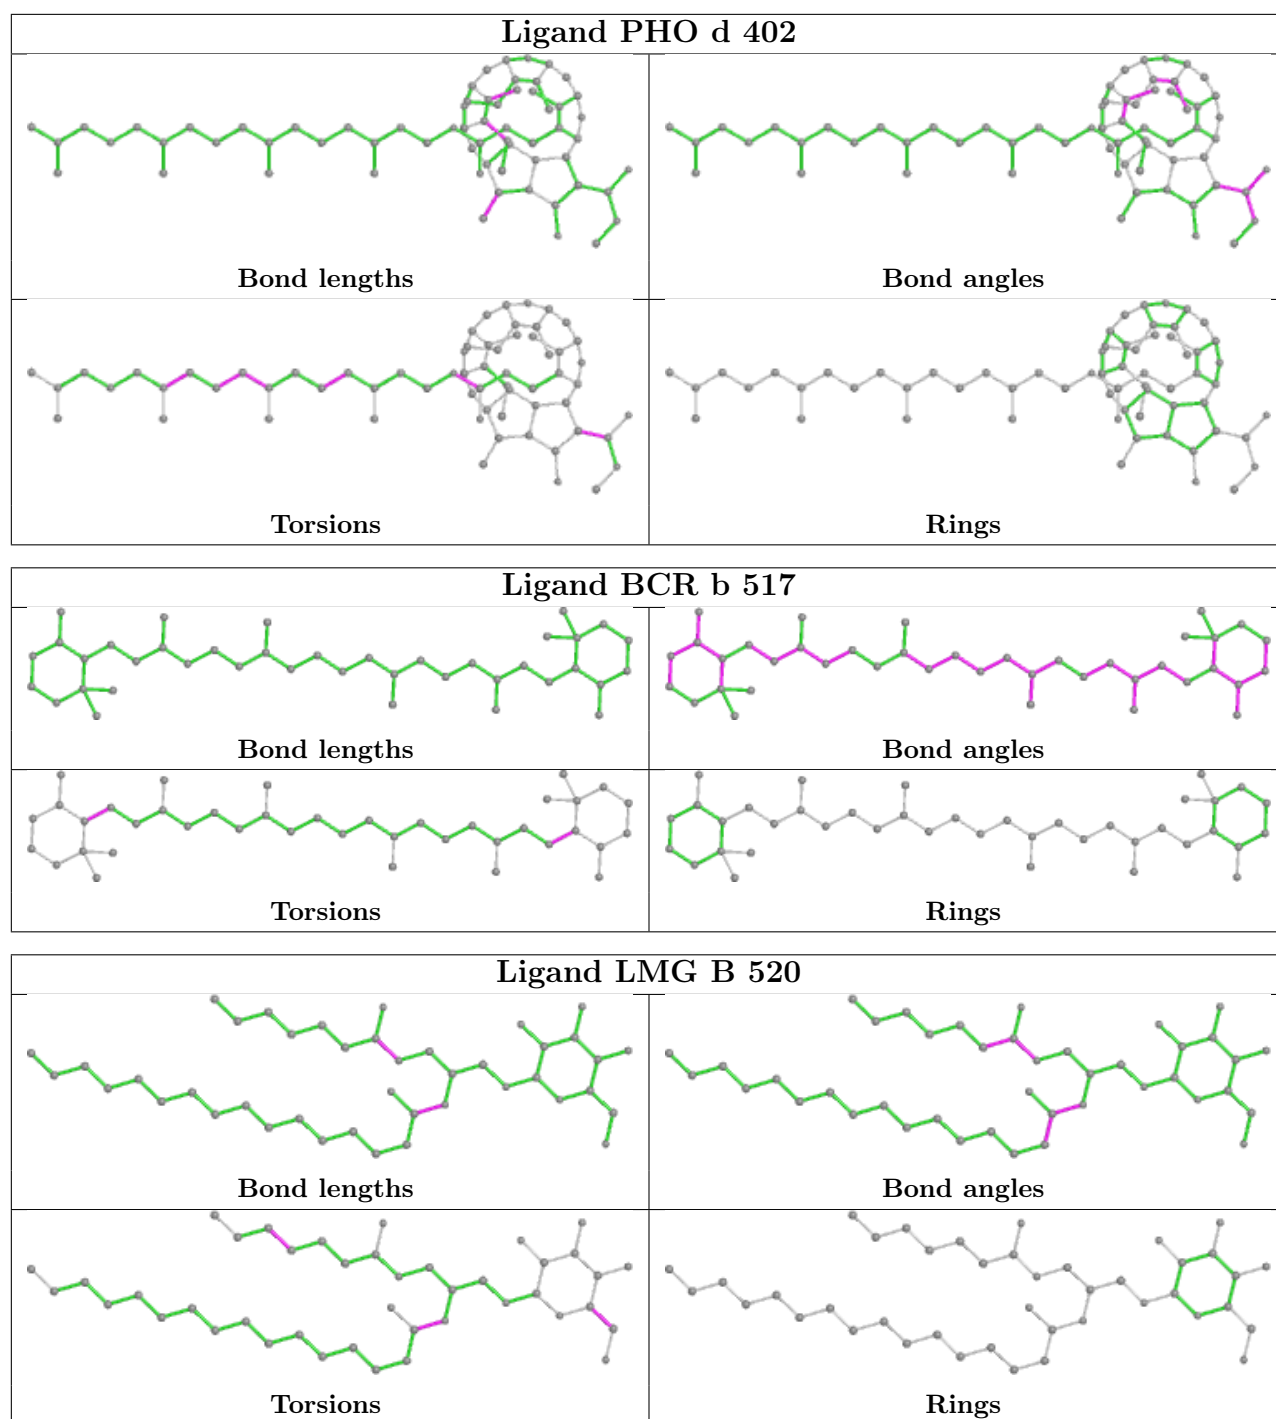 Ligand PHO d 402
Bond lengths
Bond angles
Torsions
Rings
Ligand BCR b 517
Bond lengths
Bond angles
Torsions
Rings
Ligand LMG B 520
Bond lengths
Bond angles
Torsions
Rings